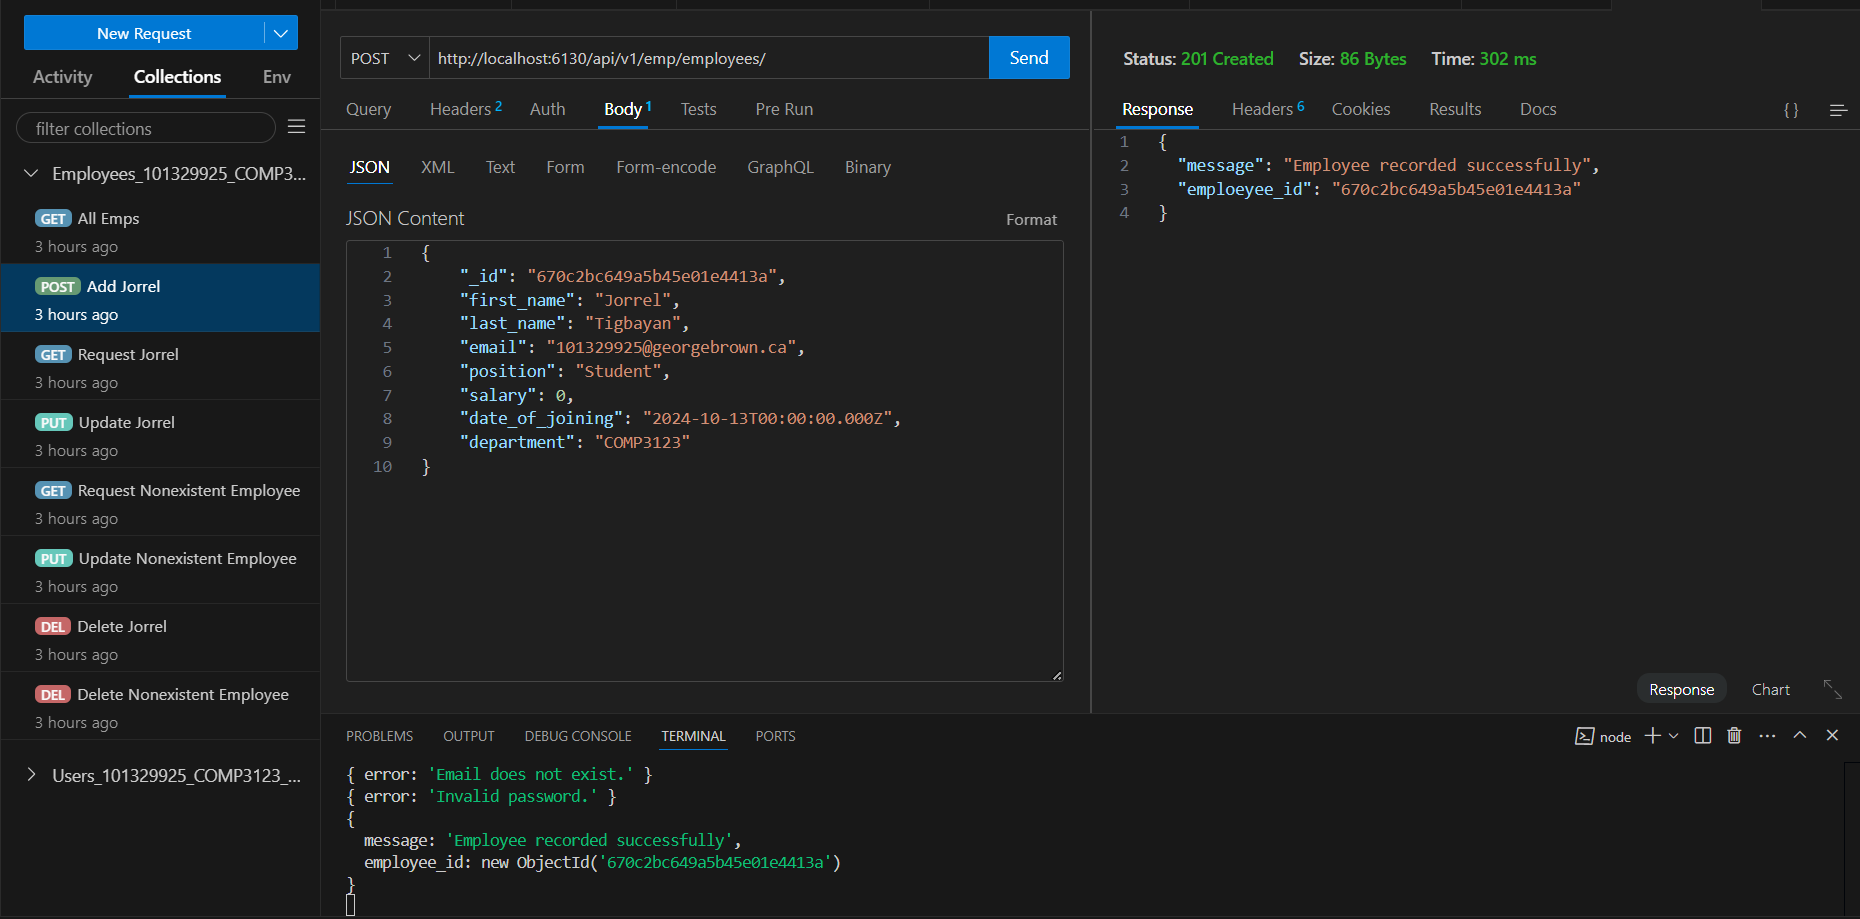 New Request
Activity Collections Env
filter collections
Employees_101329925_COMP3...
GET All Emps
3 hours ago
POST Add Jorrel
3 hours ago
GET Request Jorrel
3 hours ago
PUT Update Jorrel
3 hours ago
GET Request Nonexistent Employee
3 hours ago
PUT Update Nonexistent Employee
3 hours ago
DEL Delete Jorrel
3 hours ago
DEL Delete Nonexistent Employee
3 hours ago
Users_101329925_COMP3123_...
POST http://localhost:6130/api/v1/emp/employees/ Send
Query Headers 2 Auth Body 1 Tests Pre Run
JSON XML Text Form Form-encode GraphQL Binary
JSON Content Format
1 {
2 "_id": "670c2bc649a5b45e01e4413a",
3 "first_name": "Jorrel",
4 "last_name": "Tigbayan",
5 "email": "101329925@georgebrown.ca",
6 "position": "Student",
7 "salary": 0,
8 "date_of_joining": "2024-10-13T00:00:00.000Z",
9 "department": "COMP3123"
10 }
Status: 201 Created Size: 86 Bytes Time: 302 ms
Response Headers 6 Cookies Results Docs { }
1 {
2 "message": "Employee recorded successfully",
3 "emploeyee_id": "670c2bc649a5b45e01e4413a"
4 }
Response Chart
PROBLEMS OUTPUT DEBUG CONSOLE TERMINAL PORTS node
{ error: 'Email does not exist.' }
{ error: 'Invalid password.' }
{
message: 'Employee recorded successfully',
employee_id: new ObjectId('670c2bc649a5b45e01e4413a')
}